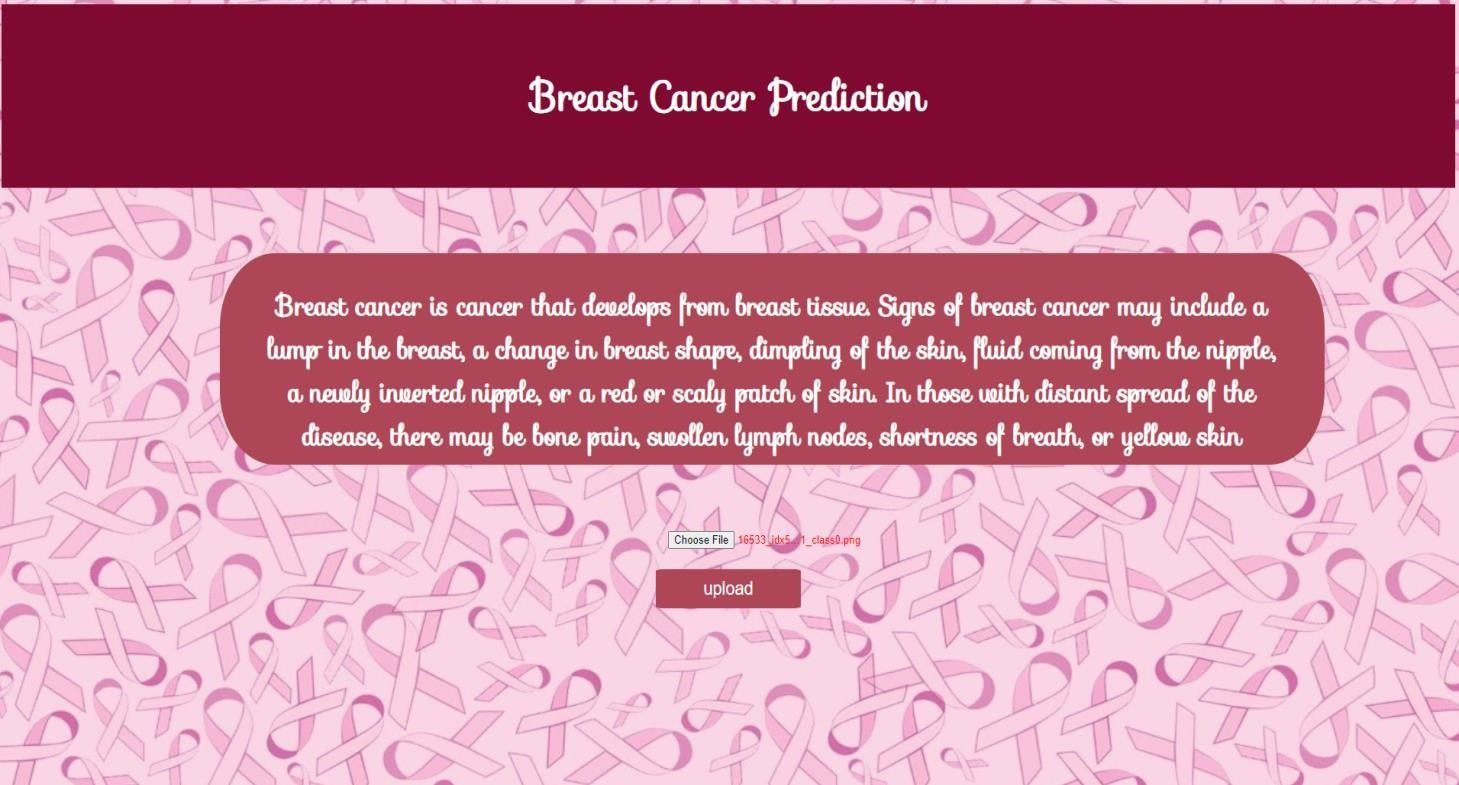 Breast Cancer Prediction
Breast cancer is cancer that develops from breast tissue. Signs of breast cancer may include a
lump in the breast, a change in breast shape, dimpling of the skin, fluid coming from the nipple,
a newly inverted nipple, or a red or scaly patch of skin. In those with distant spread of the
disease, there may be bone pain, swollen lymph nodes, shortness of breath, or yellow skin
Choose File 16533_idx5...1_class0.png
upload